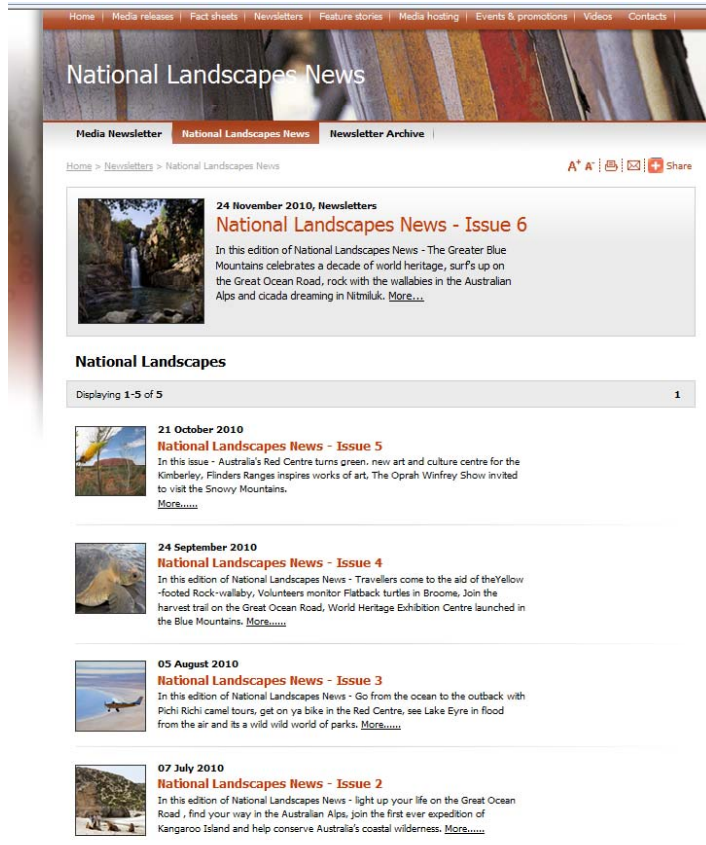 Home | Media releases | Fact sheets | Newsletters | Feature stories | Media hosting | Events & promotions | Videos Contacts |
National Landscapes News
Media Newsletter National Landscapes News Newsletter Archive
Home > Newsletters > National Landscapes News
A+ A- Share
24 November 2010, Newsletters
National Landscapes News - Issue 6
In this edition of National Landscapes News - The Greater Blue
Mountains celebrates a decade of world heritage, surf's up on
the Great Ocean Road, rock with the wallabies in the Australian
Alps and cicada dreaming in Nitmiluk. More...
National Landscapes
Displaying 1-5 of 5 1
21 October 2010
National Landscapes News - Issue 5
In this issue - Australia's Red Centre turns green. new art and culture centre for the
Kimberley, Flinders Ranges inspires works of art, The Oprah Winfrey Show invited
to visit the Snowy Mountains.
More......
24 September 2010
National Landscapes News - Issue 4
In this edition of National Landscapes News - Travellers come to the aid of theYellow
-footed Rock-wallaby, Volunteers monitor Flatback turtles in Broome, Join the
harvest trail on the Great Ocean Road, World Heritage Exhibition Centre launched in
the Blue Mountains. More......
05 August 2010
National Landscapes News - Issue 3
In this edition of National Landscapes News - Go from the ocean to the outback with
Pichi Richi camel tours, get on ya bike in the Red Centre, see Lake Eyre in flood
from the air and its a wild wild world of parks. More......
07 July 2010
National Landscapes News - Issue 2
In this edition of National Landscapes News - light up your life on the Great Ocean
Road , find your way in the Australian Alps, join the first ever expedition of
Kangaroo Island and help conserve Australia's coastal wilderness. More......